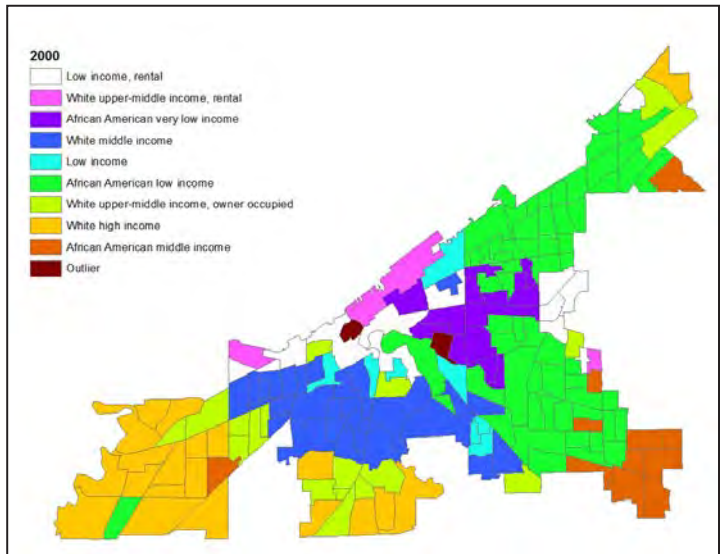 2000
Low income, rental
White upper-middle income, rental
African American very low income
White middle income
Low income
African American low income
White upper-middle income, owner occupied
White high income
African American middle income
Outlier